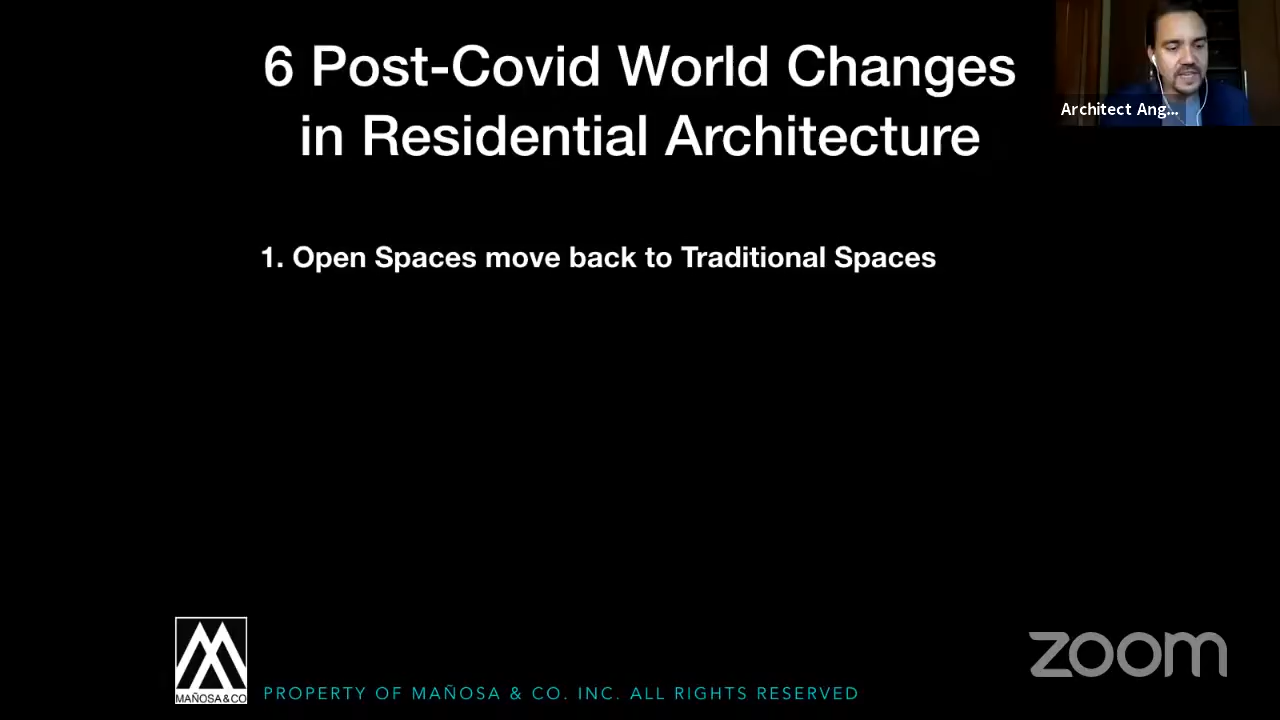 6 Post-Covid World Changes
in Residential Architecture
Architect Ang...
1. Open Spaces move back to Traditional Spaces
MAÑOSA & CO
PROPERTY OF MAÑOSA & CO. INC. ALL RIGHTS RESERVED
zoom